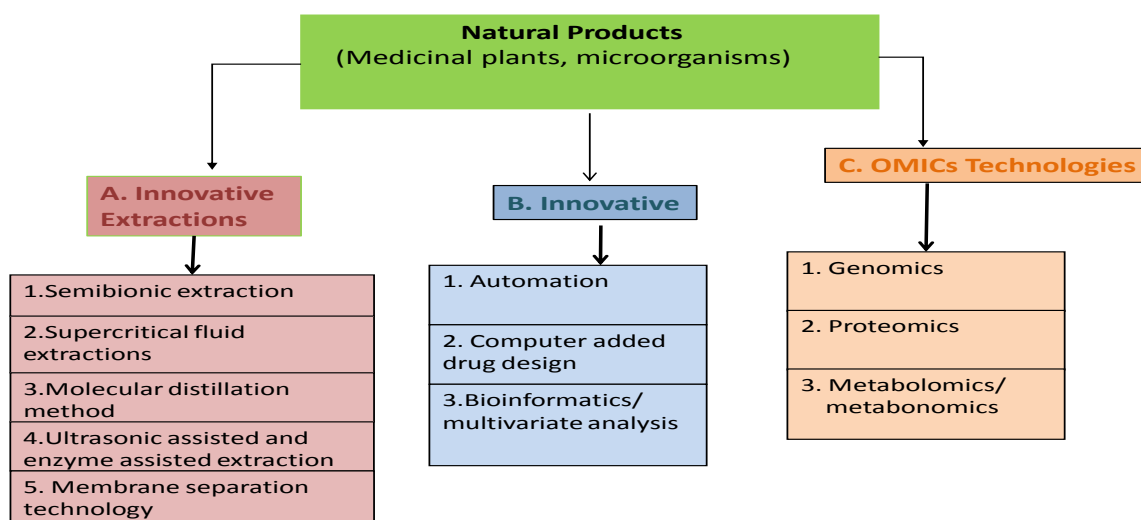 Natural Products
(Medicinal plants, microorganisms)
A. Innovative
Extractions
1.Semibionic extraction
2.Supercritical fluid
extractions
3.Molecular distillation
method
4.Ultrasonic assisted and
enzyme assisted extraction
5. Membrane separation
technology
B. Innovative
1. Automation
2. Computer added
drug design
3.Bioinformatics/
multivariate analysis
C. OMICs Technologies
1. Genomics
2. Proteomics
3. Metabolomics/
metabonomics